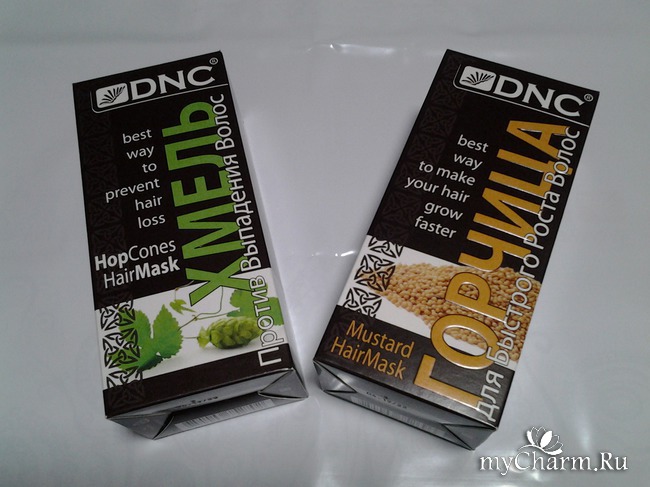 DNC®
best
way
to
prevent
hair
loss
HopCones
HairMask
ХМЕЛЬ
Против Выпадения Волос
DNC®
best
way
to make
your hair
grow
faster
Mustard
HairMask
ГОРЧИЦА
для Быстрого Роста Волос
myCharm.Ru